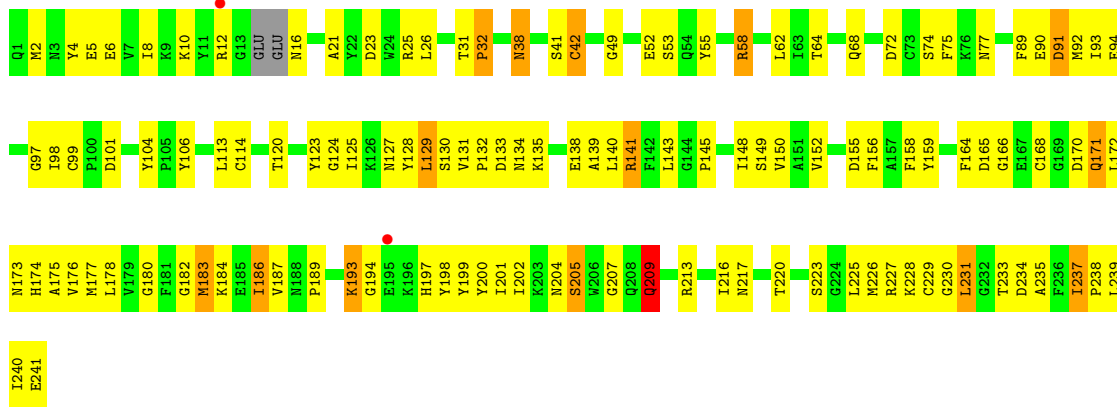 Q1 M2 N3 Y4 E5 E6 V7 I8 K9 K10 Y11 R12 G13 GLU GLU N16 A21 Y22 D23 W24 R25 L26 T31 P32 N38 S41 C42 G49 E52 S53 Q54 Y55 R58 L62 I63 T64 Q68 D72 C73 S74 F75 K76 N77 F89 E90 D91 M92 I93 E94
G97 I98 C99 P100 D101 Y104 P105 Y106 L113 C114 T120 Y123 G124 I125 K126 N127 Y128 L129 S130 V131 P132 D133 N134 K135 E138 A139 L140 R141 F142 L143 G144 P145 I148 S149 V150 A151 V152 D155 F156 A157 F158 Y159 F164 D165 G166 E167 C168 G169 D170 Q171 L172
N173 H174 A175 V176 M177 L178 V179 G180 F181 G182 M183 K184 E185 I186 V187 N188 P189 K193 G194 E195 K196 H197 Y198 Y199 Y200 I201 I202 K203 N204 S205 W206 G207 Q208 Q209 R213 I216 N217 T220 S223 G224 L225 M226 R227 K228 C229 G230 L231 G232 T233 D234 A235 F236 I237 P238 L239
I240 E241